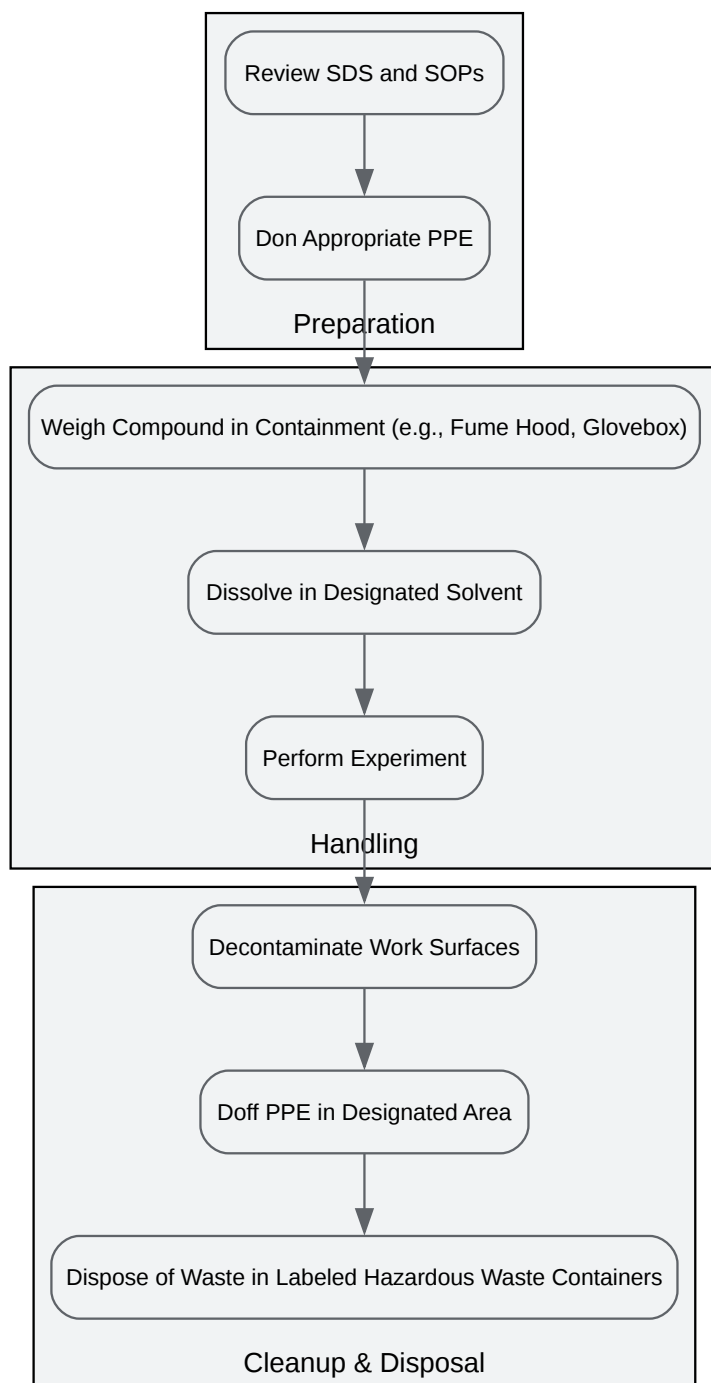 Review SDS and SOPs
Don Appropriate PPE
Preparation
Weigh Compound in Containment (e.g., Fume Hood, Glovebox)
Dissolve in Designated Solvent
Perform Experiment
Handling
Decontaminate Work Surfaces
Doff PPE in Designated Area
Dispose of Waste in Labeled Hazardous Waste Containers
Cleanup & Disposal